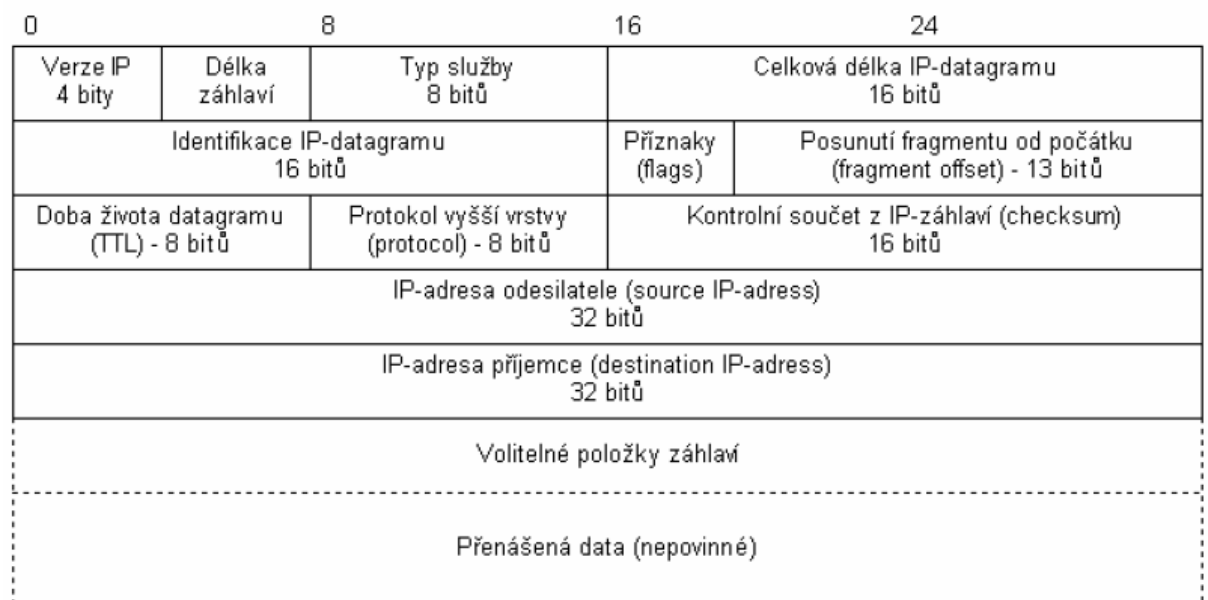 0 8 16 24
Verze IP
4 bity
Délka
záhlaví
Typ služby
8 bitů
Celková délka IP-datagramu
16 bitů
Identifikace IP-datagramu
16 bitů
Příznaky
(flags)
Posunutí fragmentu od počátku
(fragment offset) - 13 bitů
Doba života datagramu
(TTL) - 8 bitů
Protokol vyšší vrstvy
(protocol) - 8 bitů
Kontrolní součet z IP-záhlaví (checksum)
16 bitů
IP-adresa odesilatele (source IP-adress)
32 bitů
IP-adresa příjemce (destination IP-adress)
32 bitů
Volitelné položky záhlaví
Přenášená data (nepovinné)